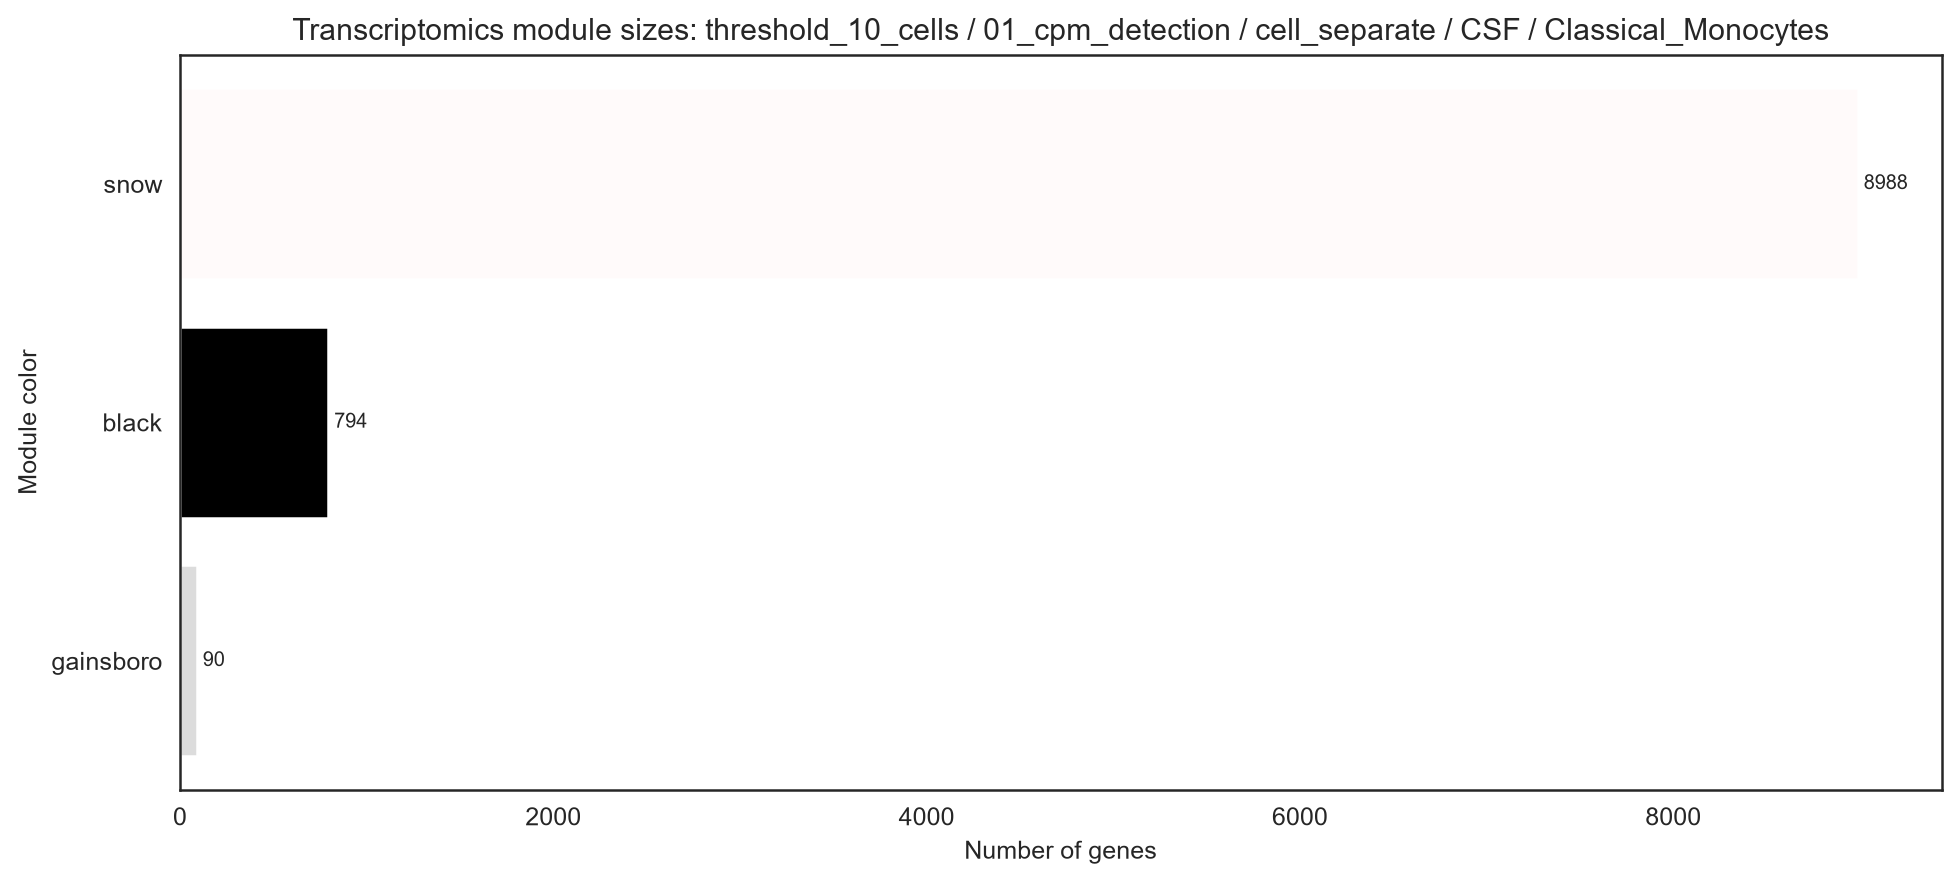 Transcriptomics module sizes: threshold_10_cells / 01_cpm_detection / cell_separate / CSF / Classical_Monocytes
snow
8988
black
794
gainsboro
90
Module color
0 2000 4000 6000 8000
Number of genes